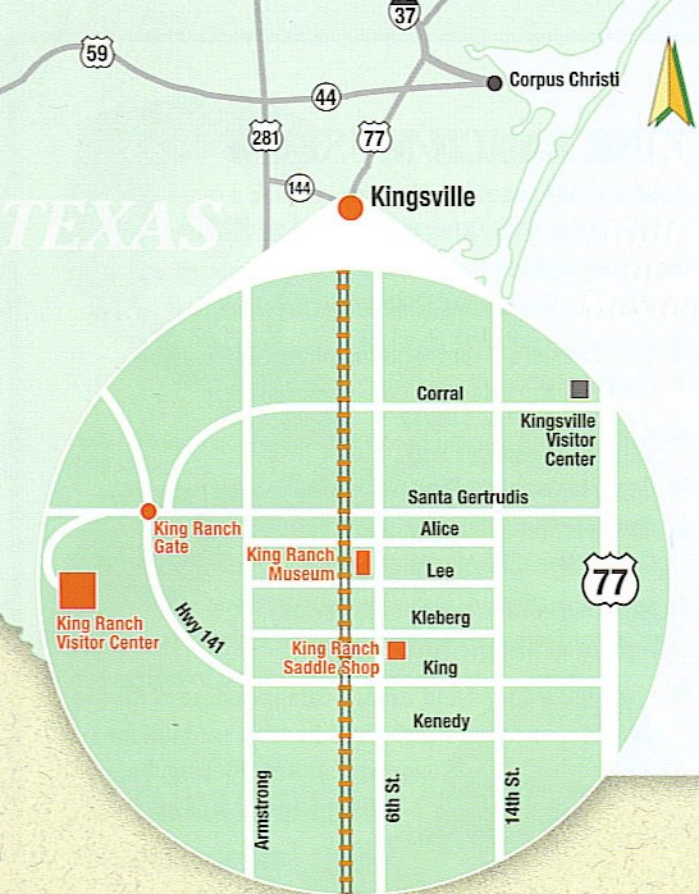 37
59
Corpus Christi
44
281
77
144
Kingsville
TEXAS
Corral
Kingsville
Visitor
Center
Santa Gertrudis
King Ranch
Gate
Alice
King Ranch
Museum
Lee
77
King Ranch
Visitor Center
Hwy 141
Kleberg
King Ranch
Saddle Shop
King
Kenedy
Armstrong
6th St.
14th St.